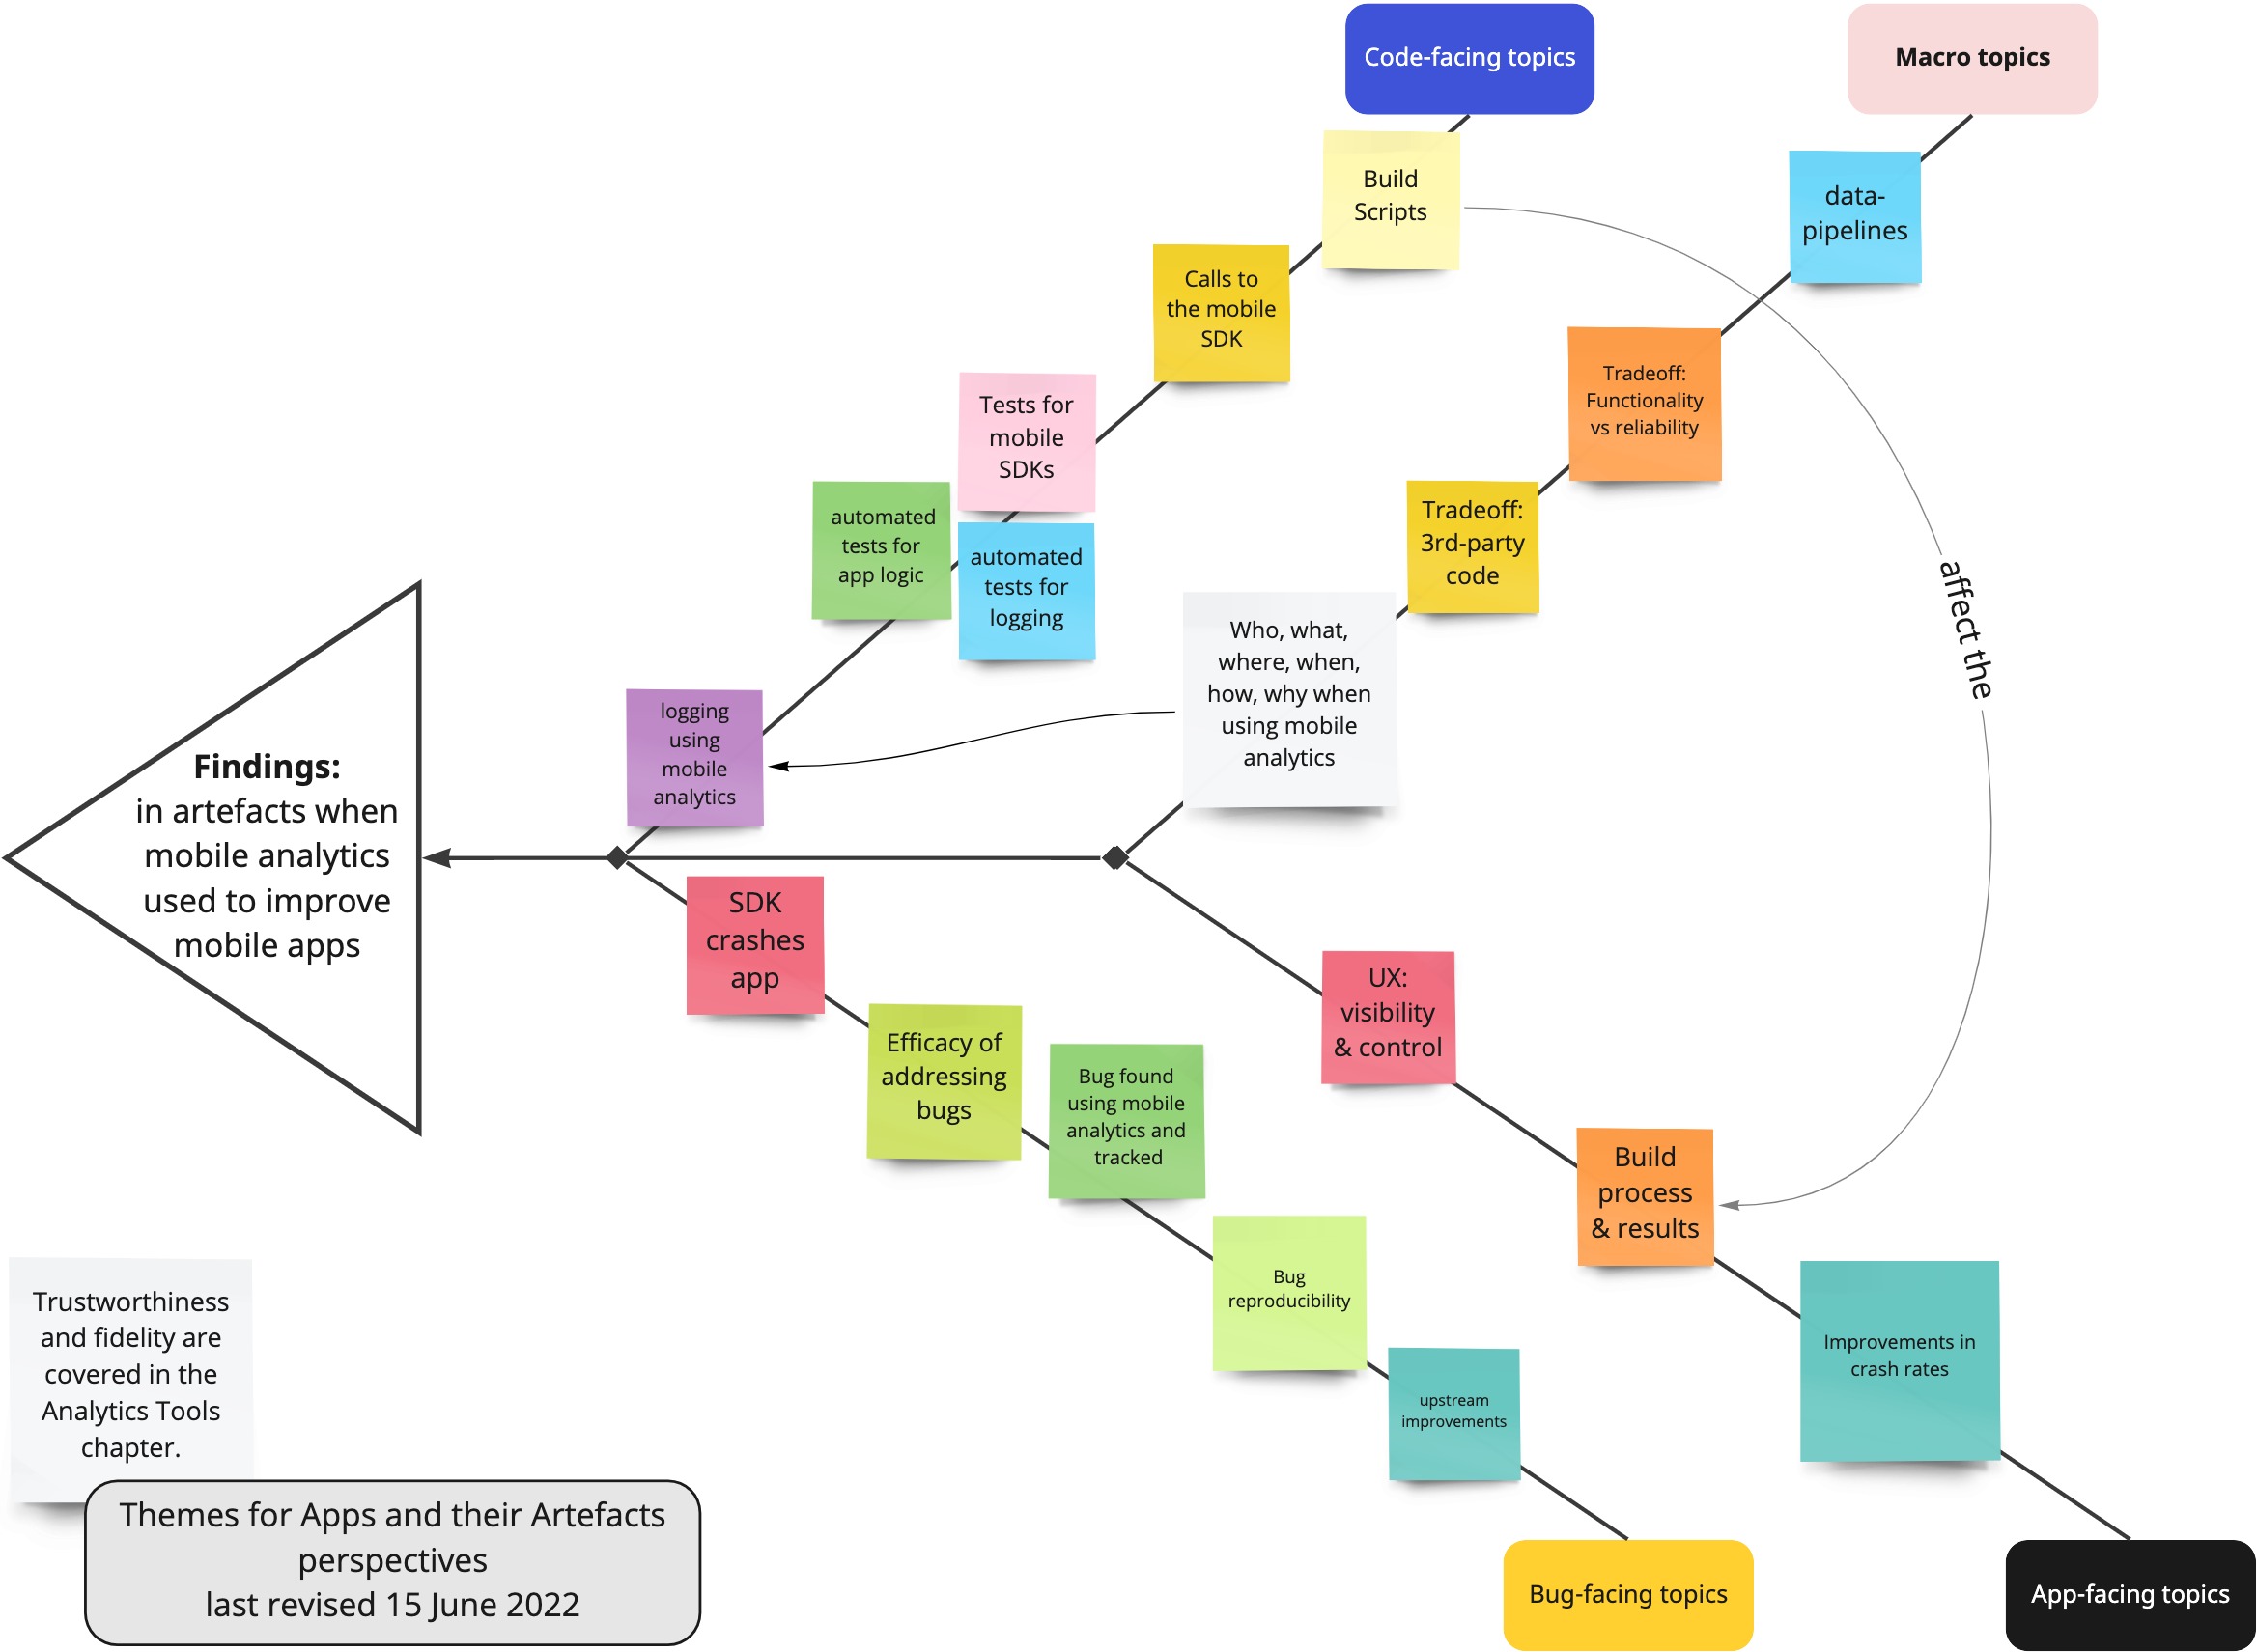 Code-facing topics
Macro topics
Build
Scripts
data-
pipelines
Calls to
the mobile
SDK
Tradeoff:
Functionality
vs reliability
Tests for
mobile
SDKs
automated
tests for
app logic
automated
tests for
logging
Tradeoff:
3rd-party
code
affect the
Who, what,
where, when,
how, why when
using mobile
analytics
logging
using
mobile
analytics
Findings:
in artefacts when
mobile analytics
used to improve
mobile apps
SDK
crashes
app
Efficacy of
addressing
bugs
Bug found
using mobile
analytics and
tracked
UX:
visibility
& control
Build
process
& results
Bug
reproducibility
upstream
improvements
Improvements in
crash rates
Trustworthiness
and fidelity are
covered in the
Analytics Tools
chapter.
Themes for Apps and their Artefacts
perspectives
last revised 15 June 2022
Bug-facing topics
App-facing topics